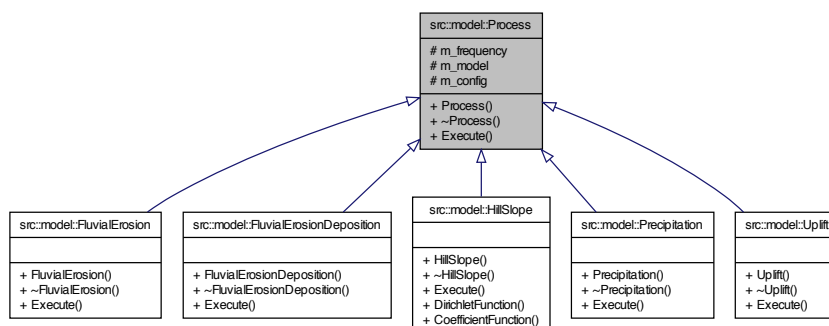 src::model::Process
# m_frequency
# m_model
# m_config
+ Process()
+ ~Process()
+ Execute()
src::model::FluvialErosion
+ FluvialErosion()
+ ~FluvialErosion()
+ Execute()
src::model::FluvialErosionDeposition
+ FluvialErosionDeposition()
+ ~FluvialErosionDeposition()
+ Execute()
src::model::HillSlope
+ HillSlope()
+ ~HillSlope()
+ Execute()
+ DirichletFunction()
+ CoefficientFunction()
src::model::Precipitation
+ Precipitation()
+ ~Precipitation()
+ Execute()
src::model::Uplift
+ Uplift()
+ ~Uplift()
+ Execute()